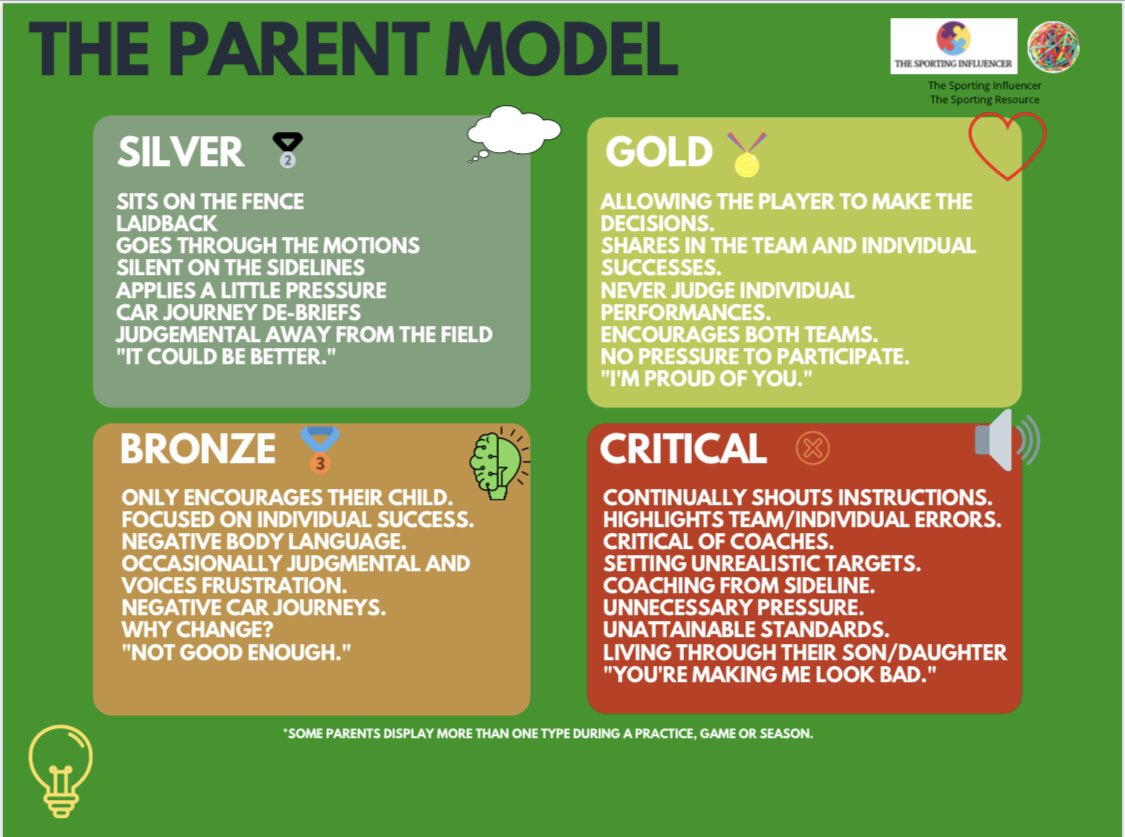 THE PARENT MODEL
THE SPORTING INFLUENCER
The Sporting Influencer
The Sporting Resource
SILVER
2
SITS ON THE FENCE
LAIDBACK
GOES THROUGH THE MOTIONS
SILENT ON THE SIDELINES
APPLIES A LITTLE PRESSURE
CAR JOURNEY DE-BRIEFS
JUDGEMENTAL AWAY FROM THE FIELD
"IT COULD BE BETTER."
GOLD
ALLOWING THE PLAYER TO MAKE THE
DECISIONS.
SHARES IN THE TEAM AND INDIVIDUAL
SUCCESSES.
NEVER JUDGE INDIVIDUAL
PERFORMANCES.
ENCOURAGES BOTH TEAMS.
NO PRESSURE TO PARTICIPATE.
"I'M PROUD OF YOU."
BRONZE
3
ONLY ENCOURAGES THEIR CHILD.
FOCUSED ON INDIVIDUAL SUCCESS.
NEGATIVE BODY LANGUAGE.
OCCASIONALLY JUDGMENTAL AND
VOICES FRUSTRATION.
NEGATIVE CAR JOURNEYS.
WHY CHANGE?
"NOT GOOD ENOUGH."
CRITICAL
CONTINUALLY SHOUTS INSTRUCTIONS.
HIGHLIGHTS TEAM/INDIVIDUAL ERRORS.
CRITICAL OF COACHES.
SETTING UNREALISTIC TARGETS.
COACHING FROM SIDELINE.
UNNECESSARY PRESSURE.
UNATTAINABLE STANDARDS.
LIVING THROUGH THEIR SON/DAUGHTER
"YOU'RE MAKING ME LOOK BAD."
*SOME PARENTS DISPLAY MORE THAN ONE TYPE DURING A PRACTICE, GAME OR SEASON.